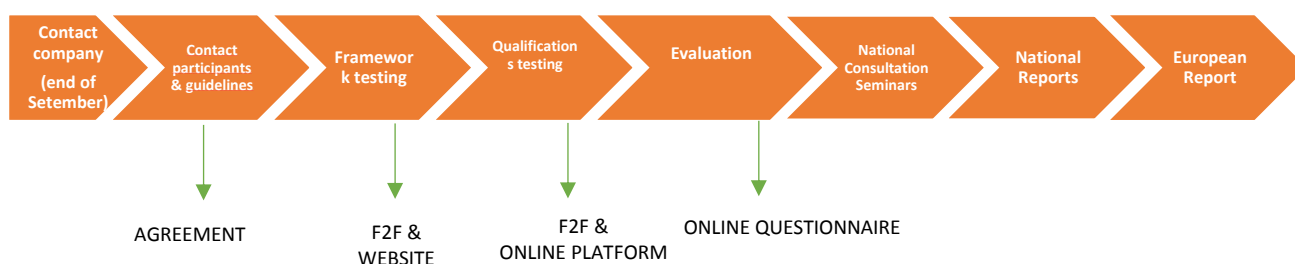 Contact
company
(end of
Setember)
Contact
participants
& guidelines
Framewor
k testing
Qualification
s testing
Evaluation
National
Consultation
Seminars
National
Reports
European
Report
AGREEMENT
F2F &
WEBSITE
F2F &
ONLINE PLATFORM
ONLINE QUESTIONNAIRE